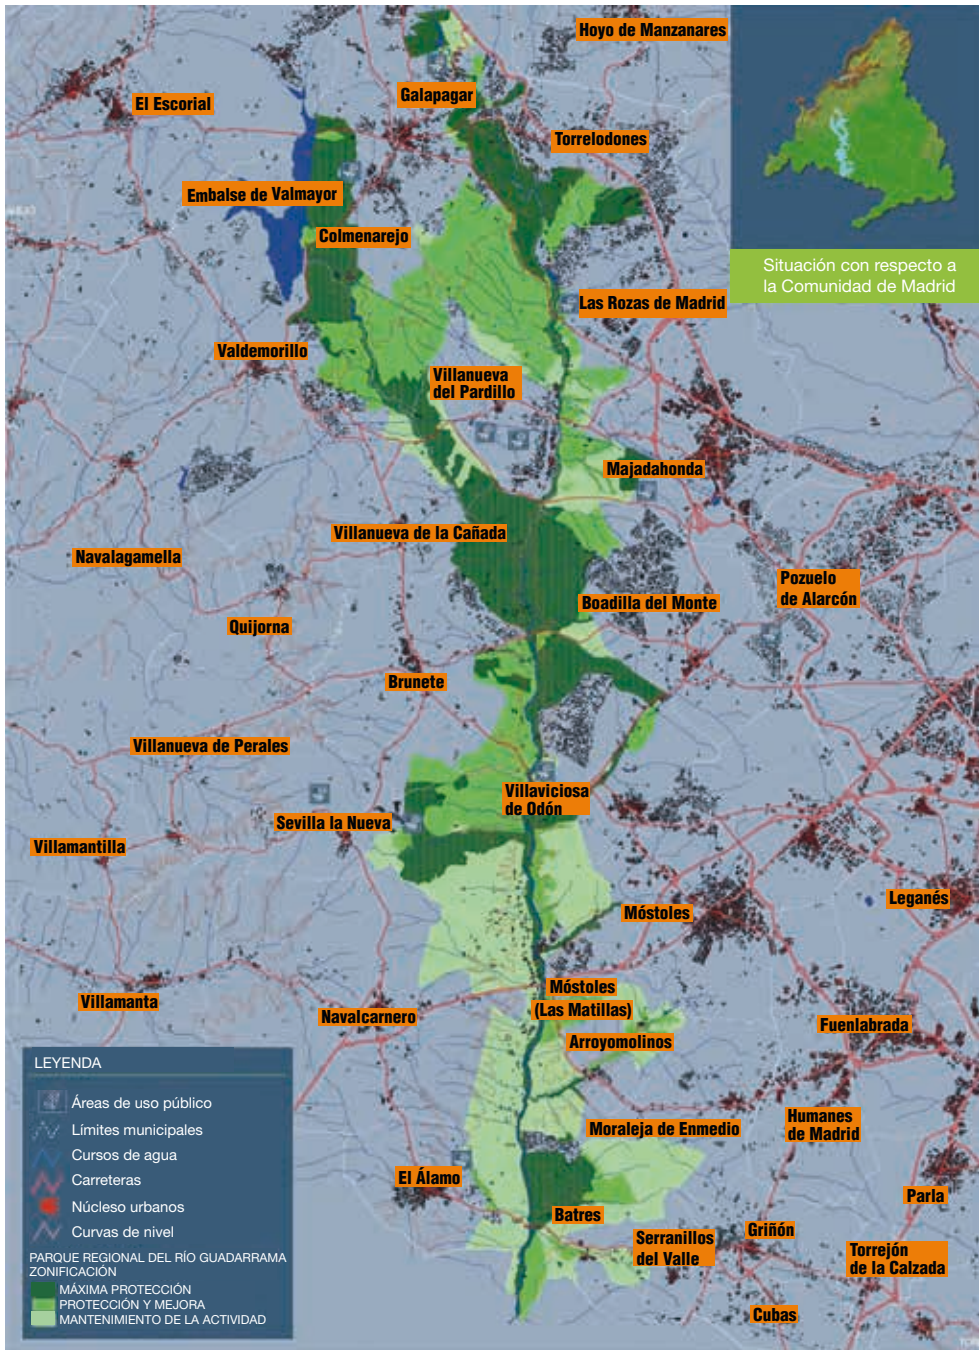 Hoyo de Manzanares
El Escorial
Galapagar
Torrelodones
Embalse de Valmayor
Colmenarejo
Situación con respecto a
la Comunidad de Madrid
Las Rozas de Madrid
Valdemorillo
Villanueva
del Pardillo
Majadahonda
Villanueva de la Cañada
Navalagamella
Pozuelo
de Alarcón
Boadilla del Monte
Quijorna
Brunete
Villanueva de Perales
Villaviciosa
de Odón
Sevilla la Nueva
Villamantilla
Leganés
Móstoles
Móstoles
(Las Matillas)
Villamanta
Navalcarnero
Fuenlabrada
Arroyomolinos
Humanes
de Madrid
Moraleja de Enmedio
El Álamo
Parla
Batres
Serranillos
del Valle
Griñón
Torrejón
de la Calzada
Cubas
LEYENDA
Áreas de uso público
Límites municipales
Cursos de agua
Carreteras
Núcleso urbanos
Curvas de nivel
PARQUE REGIONAL DEL RÍO GUADARRAMA
ZONIFICACIÓN
MÁXIMA PROTECCIÓN
PROTECCIÓN Y MEJORA
MANTENIMIENTO DE LA ACTIVIDAD